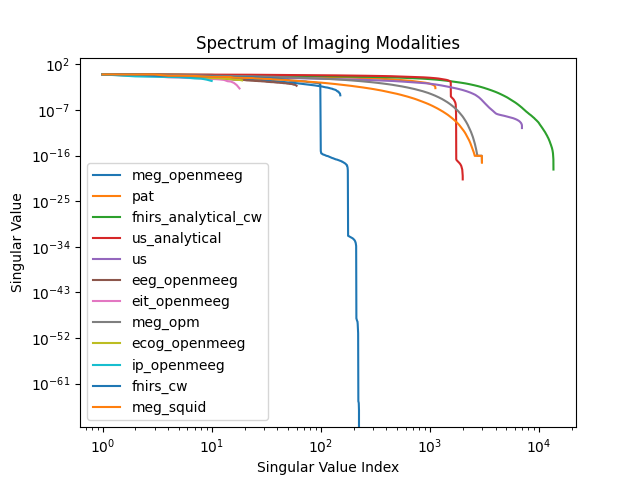 Spectrum of Imaging Modalities
Singular Value
10^2
10^-7
10^-16
10^-25
10^-34
10^-43
10^-52
10^-61
meg_openmeeg
pat
fnirs_analytical_cw
us_analytical
us
eeg_openmeeg
eit_openmeeg
meg_opm
ecog_openmeeg
ip_openmeeg
fnirs_cw
meg_squid
10^0 10^1 10^2 10^3 10^4
Singular Value Index